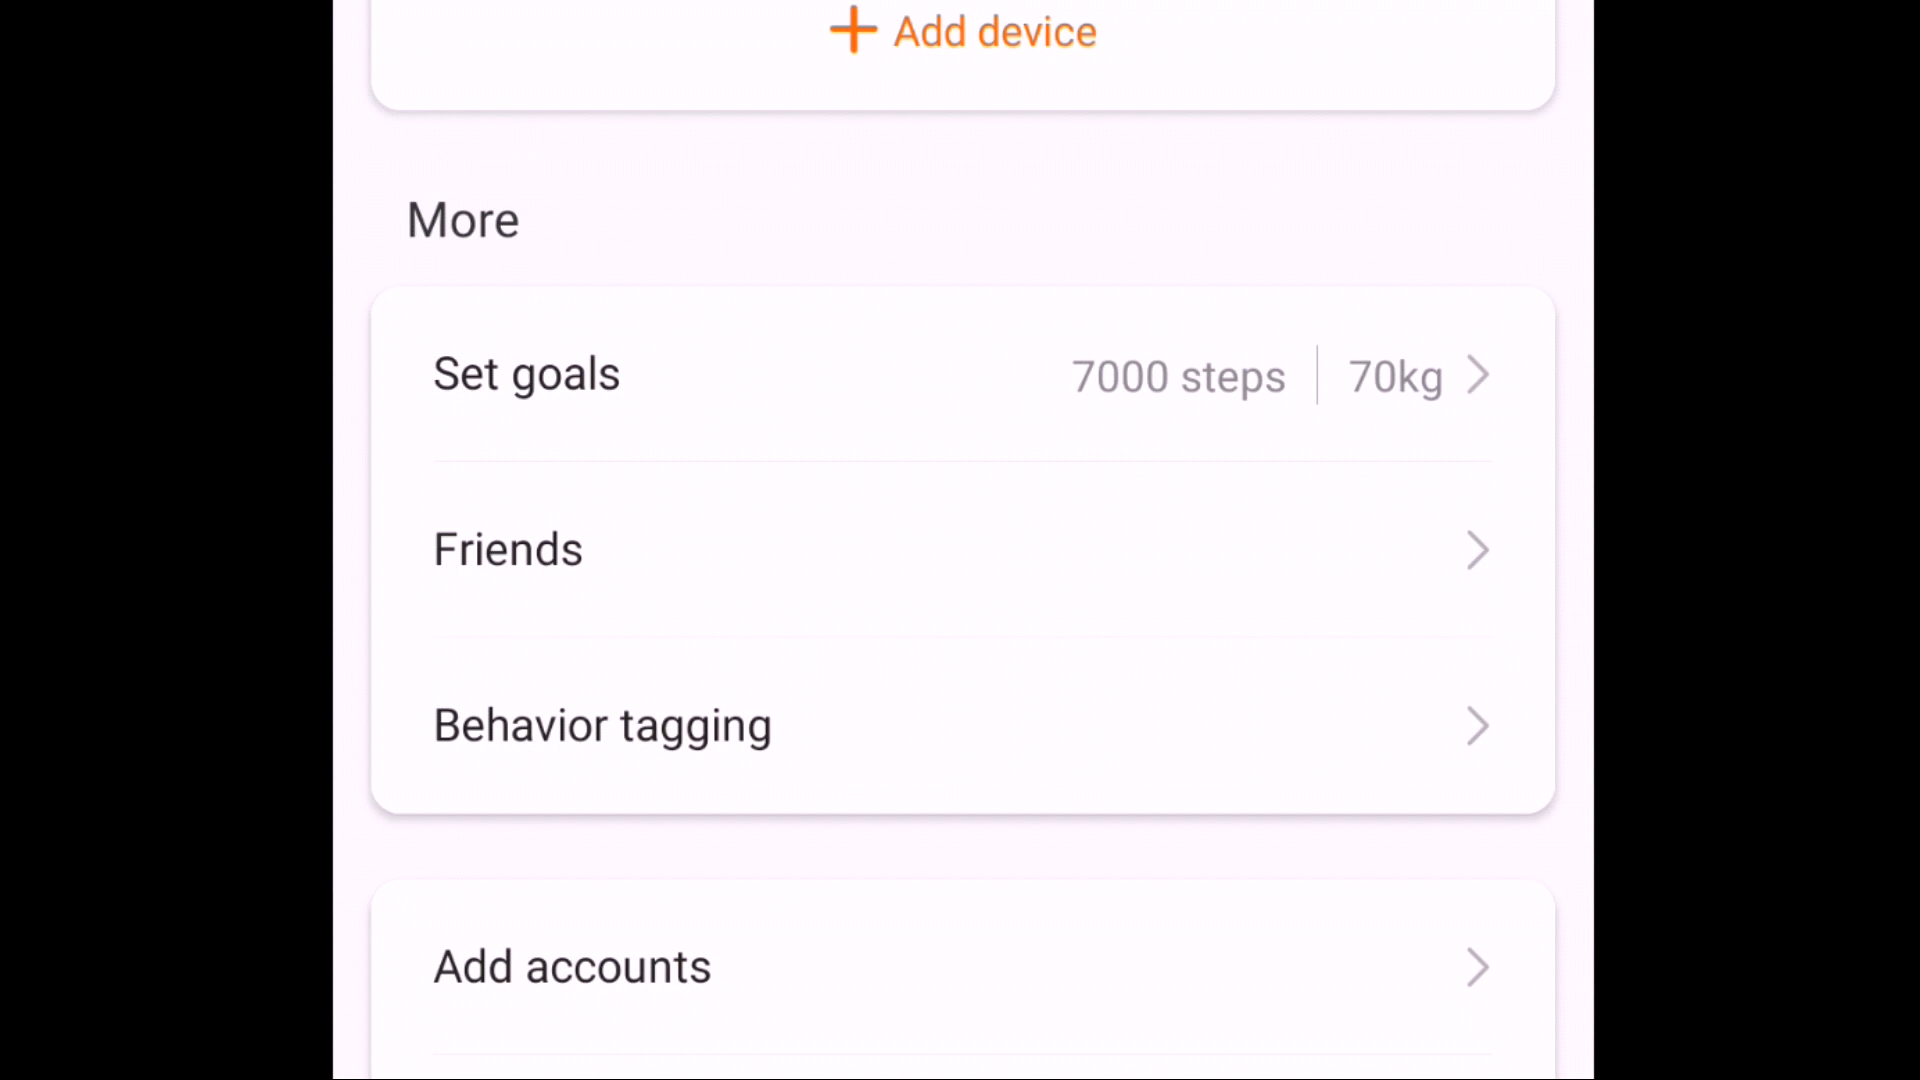 Add device
More
Set goals 7000 steps 70kg
Friends
Behavior tagging
Add accounts